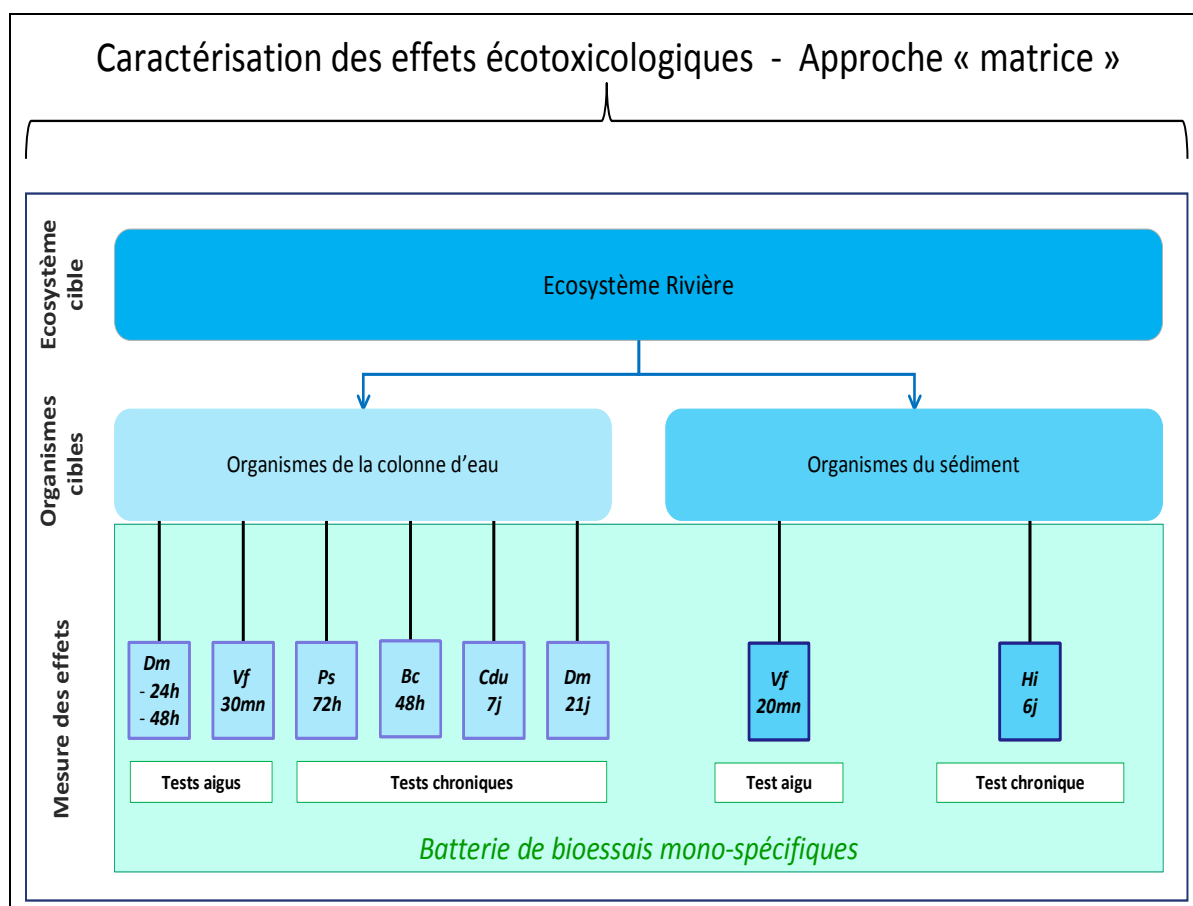 Caractérisation des effets écotoxicologiques - Approche « matrice »
Ecosystème
cible
Ecosystème Rivière
Organismes
cibles
Organismes de la colonne d’eau
Organismes du sédiment
Mesure des effets
Dm
- 24h
- 48h
Vf
30mn
Ps
72h
Bc
48h
Cdu
7j
Dm
21j
Vf
20mn
Hi
6j
Tests aigus
Tests chroniques
Test aigu
Test chronique
Batterie de bioessais mono-spécifiques